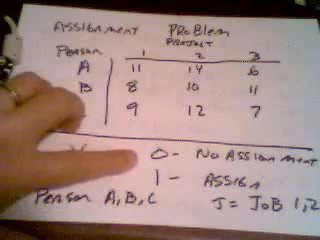 ASSIGNMENT PROBLEM
PROJECT
PERSON 1 2 3
A 11 14 6
B 8 10 11
9 12 7
0 - NO ASSIGNMENT
1 - ASSIGN
PERSON A, B, C J = JOB 1, 2